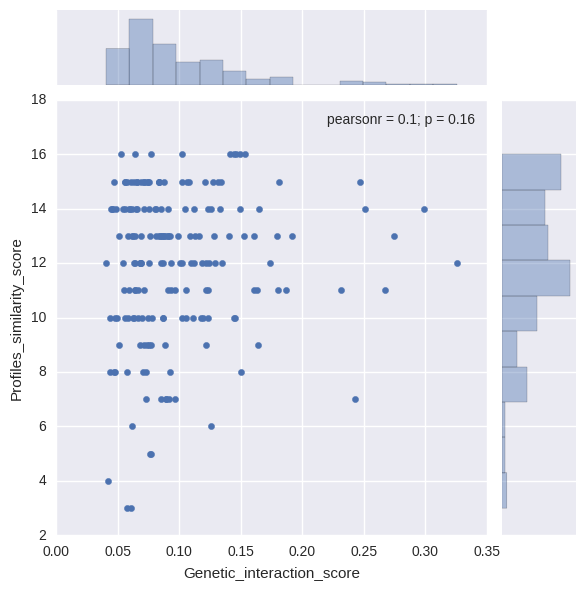 pearsonr = 0.1; p = 0.16
18
16
14
12
10
8
6
4
2
Profiles_similarity_score
0.00 0.05 0.10 0.15 0.20 0.25 0.30 0.35
Genetic_interaction_score